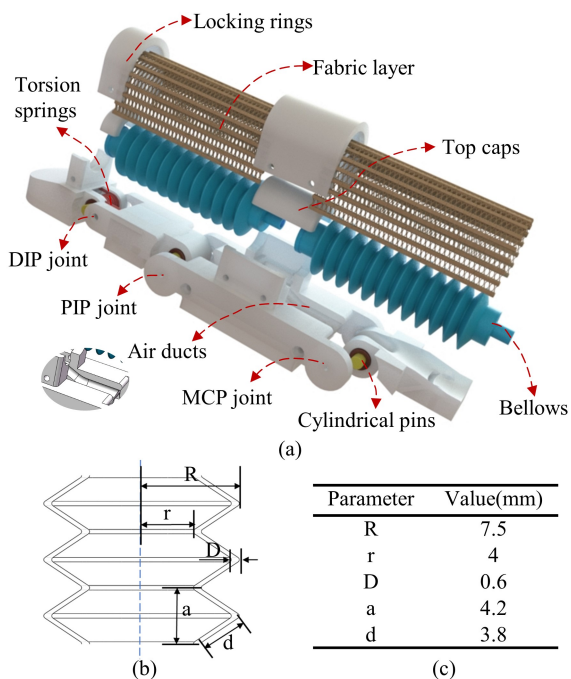 Locking rings
Fabric layer
Torsion
springs
Top caps
DIP joint
PIP joint
Air ducts
MCP joint
Cylindrical pins
Bellows
(a)
R
r
D
a
d
(b)
Parameter Value(mm)
R 7.5
r 4
D 0.6
a 4.2
d 3.8
(c)